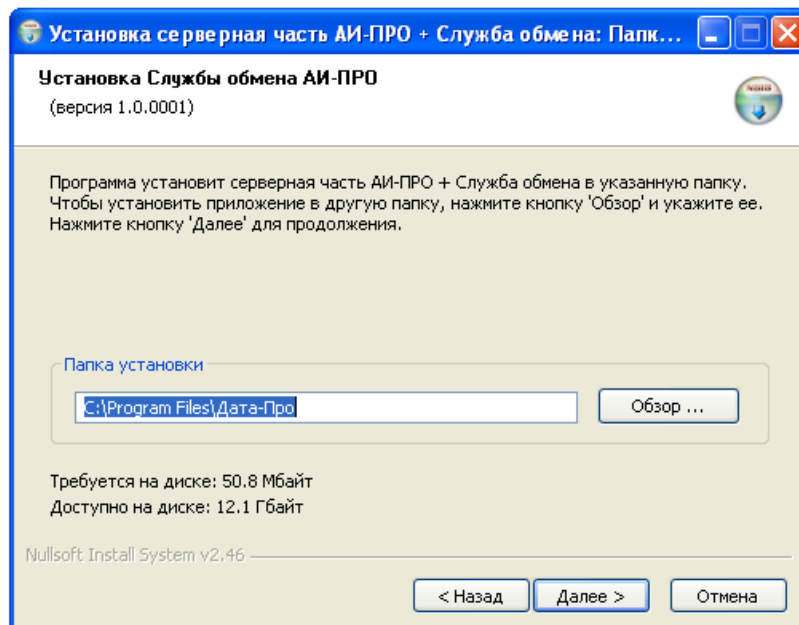 Установка серверная часть АИ-ПРО + Служба обмена: Папк...
Установка Службы обмена АИ-ПРО
(версия 1.0.0001)
Программа установит серверная часть АИ-ПРО + Служба обмена в указанную папку.
Чтобы установить приложение в другую папку, нажмите кнопку 'Обзор' и укажите ее.
Нажмите кнопку 'Далее' для продолжения.
Папка установки
C:\Program Files\Дата-Про
Обзор ...
Требуется на диске: 50.8 Мбайт
Доступно на диске: 12.1 Гбайт
Nullsoft Install System v2.46
< Назад
Далее >
Отмена